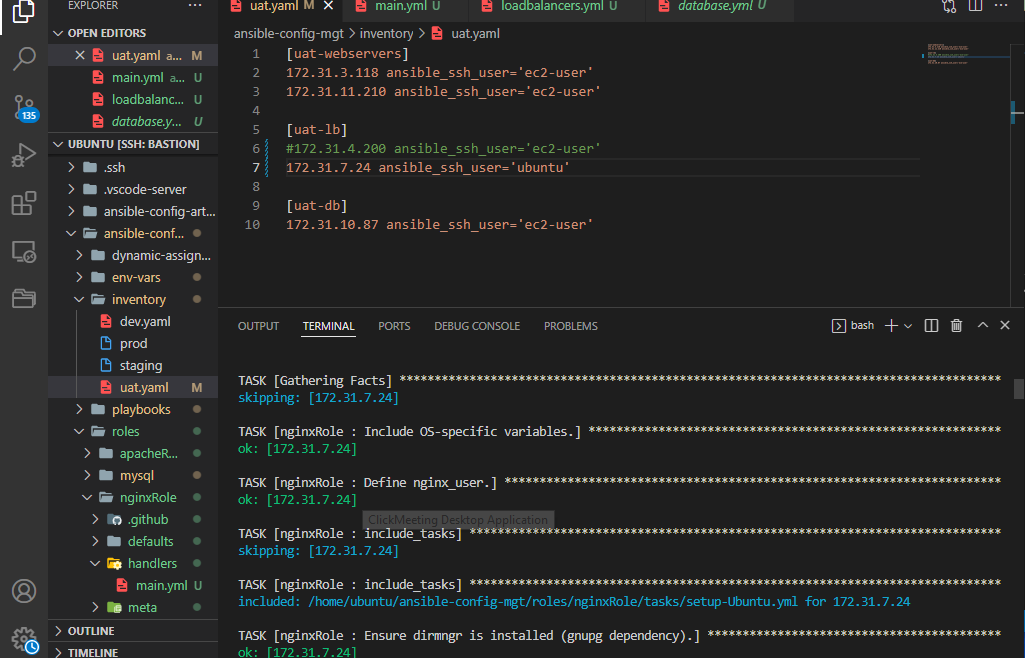 EXPLORER ...
OPEN EDITORS
uat.yaml a... M
main.yml a... U
loadbalanc... U
database.y... U
135
UBUNTU [SSH: BASTION]
.ssh
.vscode-server
ansible-config-art...
ansible-conf...
dynamic-assign...
env-vars
inventory
dev.yaml
prod
staging
uat.yaml M
playbooks
roles
apacheR...
mysql
nginxRole
.github
defaults
handlers
main.yml U
meta
OUTLINE
TIMELINE
uat.yaml M main.yml U loadbalancers.yml U database.yml U ...
ansible-config-mgt > inventory > uat.yaml
1 [uat-webservers]
2 172.31.3.118 ansible_ssh_user='ec2-user'
3 172.31.11.210 ansible_ssh_user='ec2-user'
4
5 [uat-lb]
6 #172.31.4.200 ansible_ssh_user='ec2-user'
7 172.31.7.24 ansible_ssh_user='ubuntu'
8
9 [uat-db]
10 172.31.10.87 ansible_ssh_user='ec2-user'
OUTPUT TERMINAL PORTS DEBUG CONSOLE PROBLEMS bash
TASK [Gathering Facts] **************************************************************************************
skipping: [172.31.7.24]
TASK [nginxRole : Include OS-specific variables.] ***********************************************************
ok: [172.31.7.24]
TASK [nginxRole : Define nginx_user.] ***********************************************************************
ok: [172.31.7.24]
ClickMeeting Desktop Application
TASK [nginxRole : include_tasks] ****************************************************************************
skipping: [172.31.7.24]
TASK [nginxRole : include_tasks] ****************************************************************************
included: /home/ubuntu/ansible-config-mgt/roles/nginxRole/tasks/setup-Ubuntu.yml for 172.31.7.24
TASK [nginxRole : Ensure dirmngr is installed (gnupg dependency).] ******************************************
ok: [172.31.7.24]